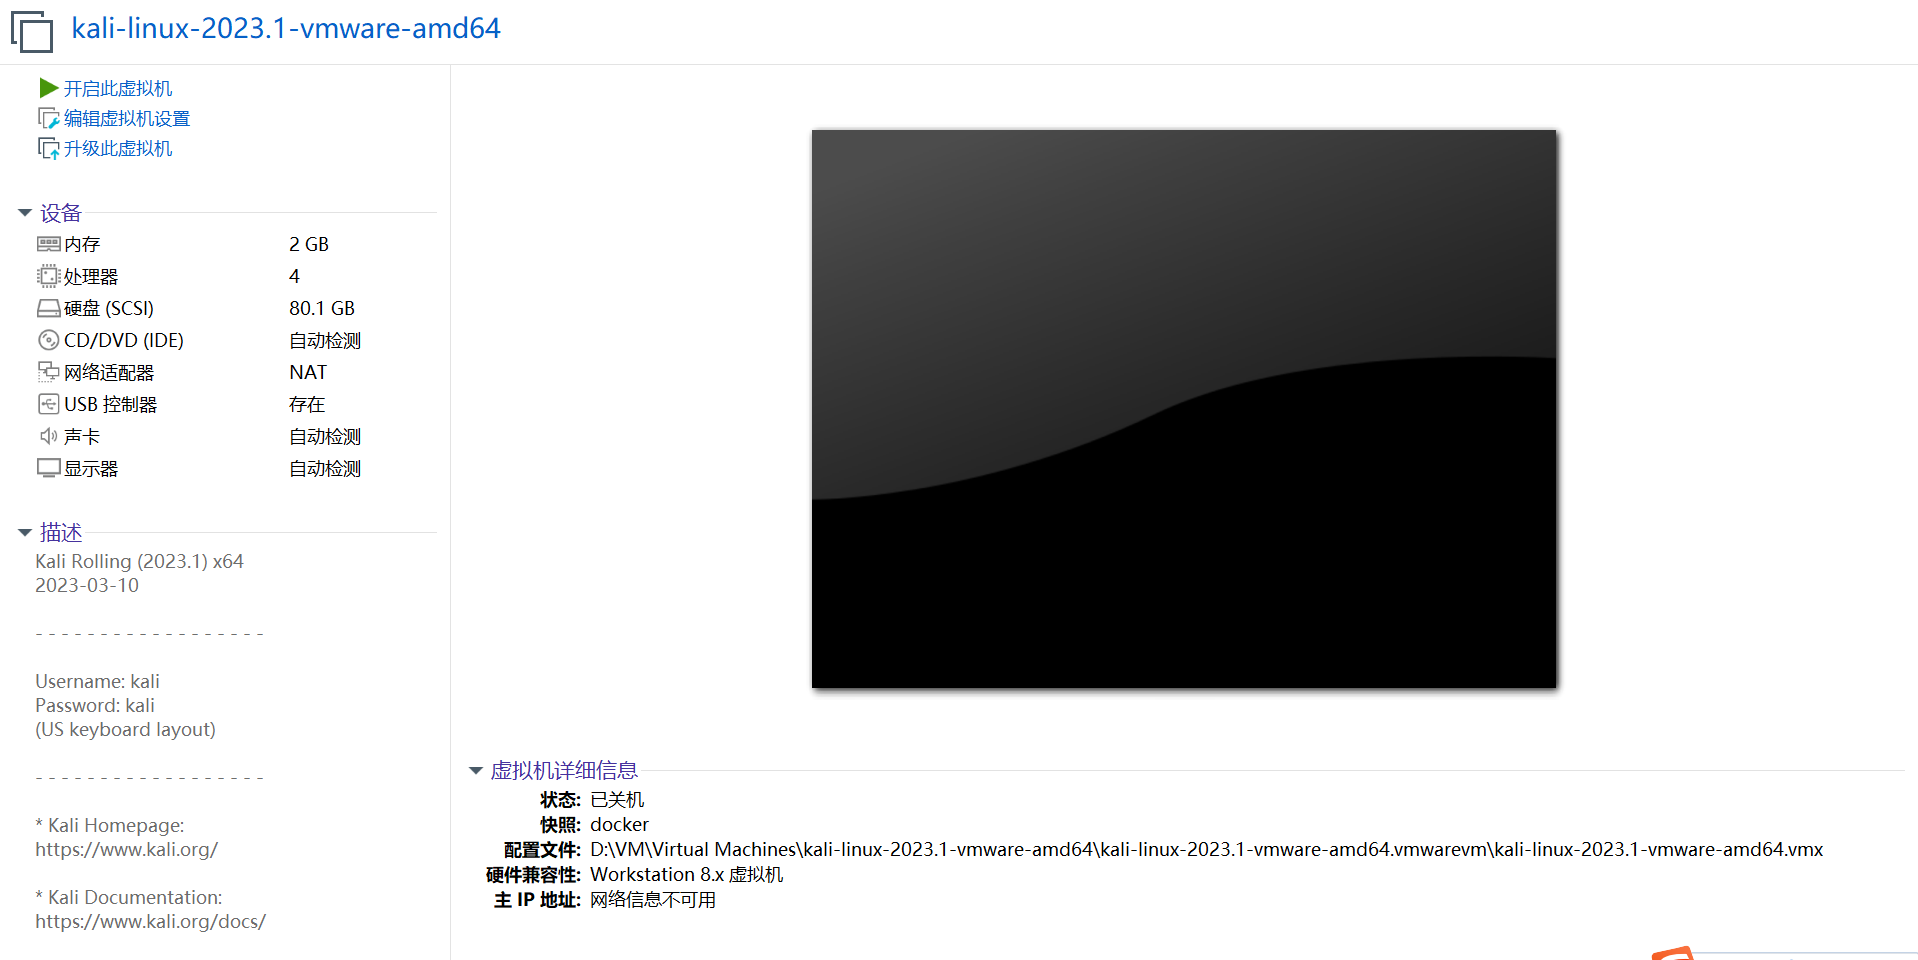 kali-linux-2023.1-vmware-amd64
开启此虚拟机
编辑虚拟机设置
升级此虚拟机
设备
内存 2 GB
处理器 4
硬盘 (SCSI) 80.1 GB
CD/DVD (IDE) 自动检测
网络适配器 NAT
USB 控制器 存在
声卡 自动检测
显示器 自动检测
描述
Kali Rolling (2023.1) x64
2023-03-10
- - - - - - - - - - - - - - - - - -
Username: kali
Password: kali
(US keyboard layout)
- - - - - - - - - - - - - - - - - -
* Kali Homepage:
https://www.kali.org/
* Kali Documentation:
https://www.kali.org/docs/
虚拟机详细信息
状态: 已关机
快照: docker
配置文件: D:\VM\Virtual Machines\kali-linux-2023.1-vmware-amd64\kali-linux-2023.1-vmware-amd64.vmwarevm\kali-linux-2023.1-vmware-amd64.vmx
硬件兼容性: Workstation 8.x 虚拟机
主 IP 地址: 网络信息不可用